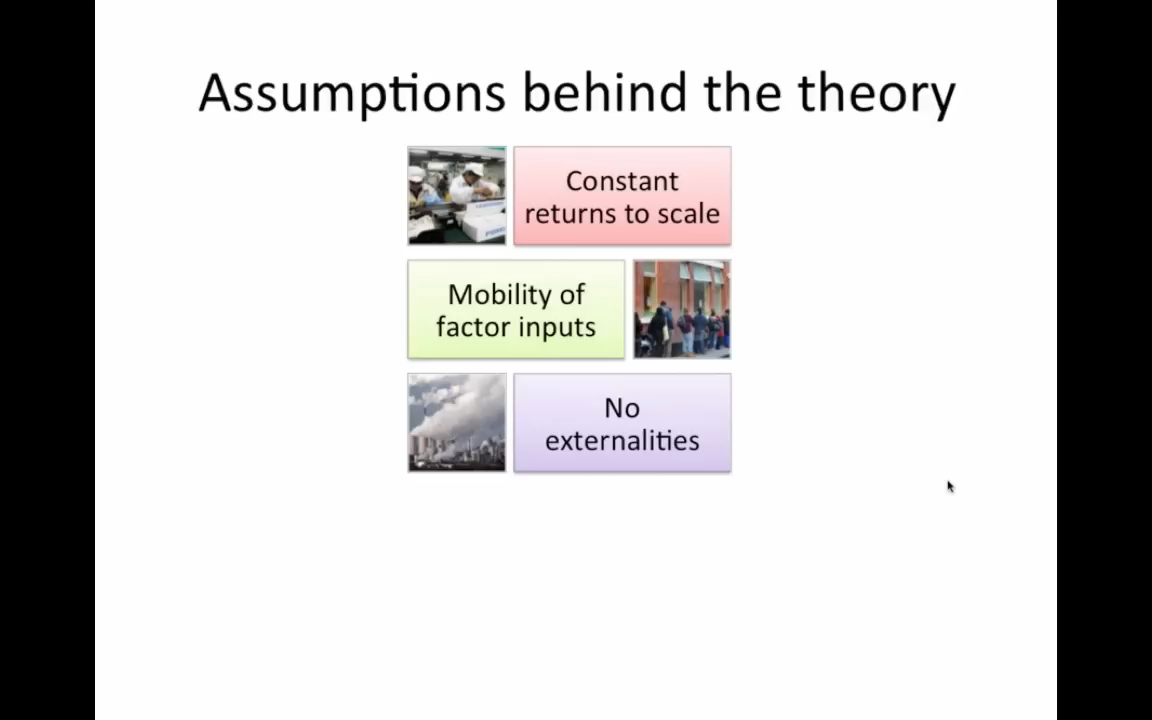 Assumptions behind the theory
Constant
returns to scale
Mobility of
factor inputs
No
externalities